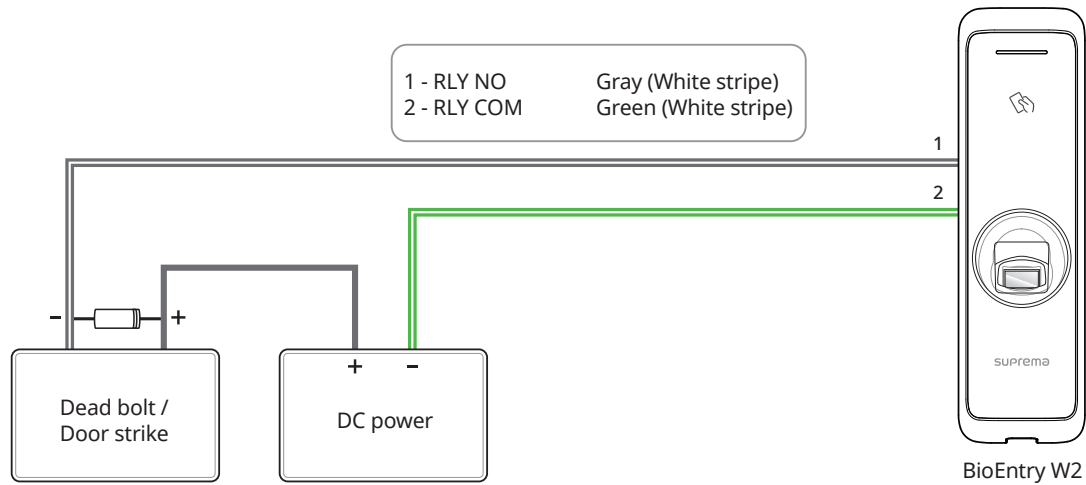 1 - RLY NO Gray (White stripe)
2 - RLY COM Green (White stripe)
1
2
- +
+ -
Dead bolt /
Door strike
DC power
suprema
BioEntry W2